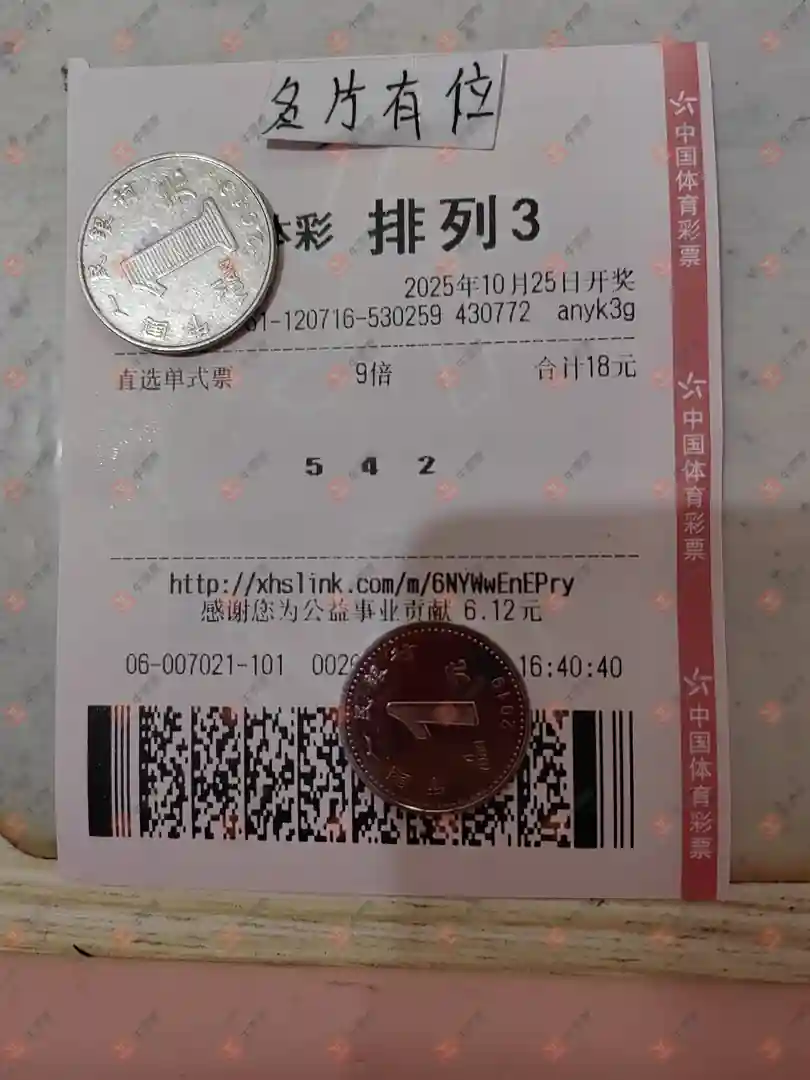 名片有位
体彩 排列3
2025年10月25日开奖
61-120716-530259 430772 anyk3g
直选单式票 9倍 合计18元
5 4 2
http://xhslink.com/m/6NYWwEnEPry
感谢您为公益事业贡献 6.12元
06-007021-101 002 16:40:40
中国体育彩票
中国体育彩票
中国体育彩票